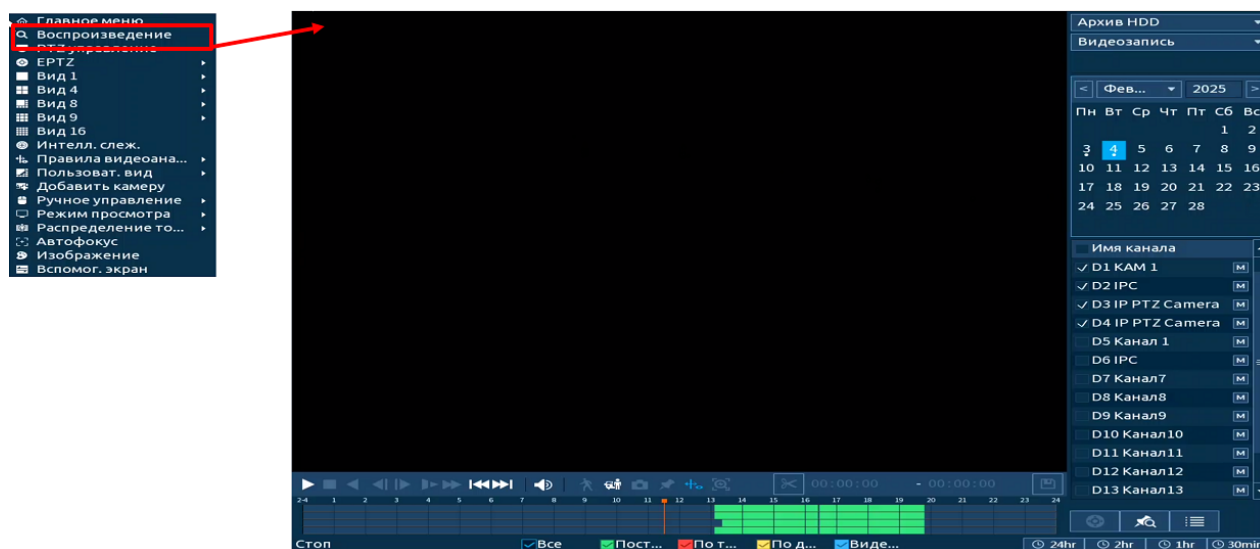 Главное меню
Воспроизведение
PTZ управление
EPTZ
Вид 1
Вид 4
Вид 8
Вид 9
Вид 16
Интелл. слеж.
Правила видеоана...
Пользоват. вид
Добавить камеру
Ручное управление
Режим просмотра
Распределение то...
Автофокус
Изображение
Вспомог. экран
Архив HDD
Видеозапись
< Фев... 2025 >
Пн Вт Ср Чт Пт Сб Вс
1 2
3 4 5 6 7 8 9
10 11 12 13 14 15 16
17 18 19 20 21 22 23
24 25 26 27 28
Имя канала
D1 KAM 1 M
D2 IPC M
D3 IP PTZ Camera M
D4 IP PTZ Camera M
D5 Канал 1 M
D6 IPC M
D7 Канал7 M
D8 Канал8 M
D9 Канал9 M
D10 Канал10 M
D11 Канал11 M
D12 Канал12 M
D13 Канал13 M
00:00:00 - 00:00:00
24 1 2 3 4 5 6 7 8 9 10 11 12 13 14 15 16 17 18 19 20 21 22 23 24
Стоп Все Пост... По т... По д... Виде... 24hr 2hr 1hr 30min